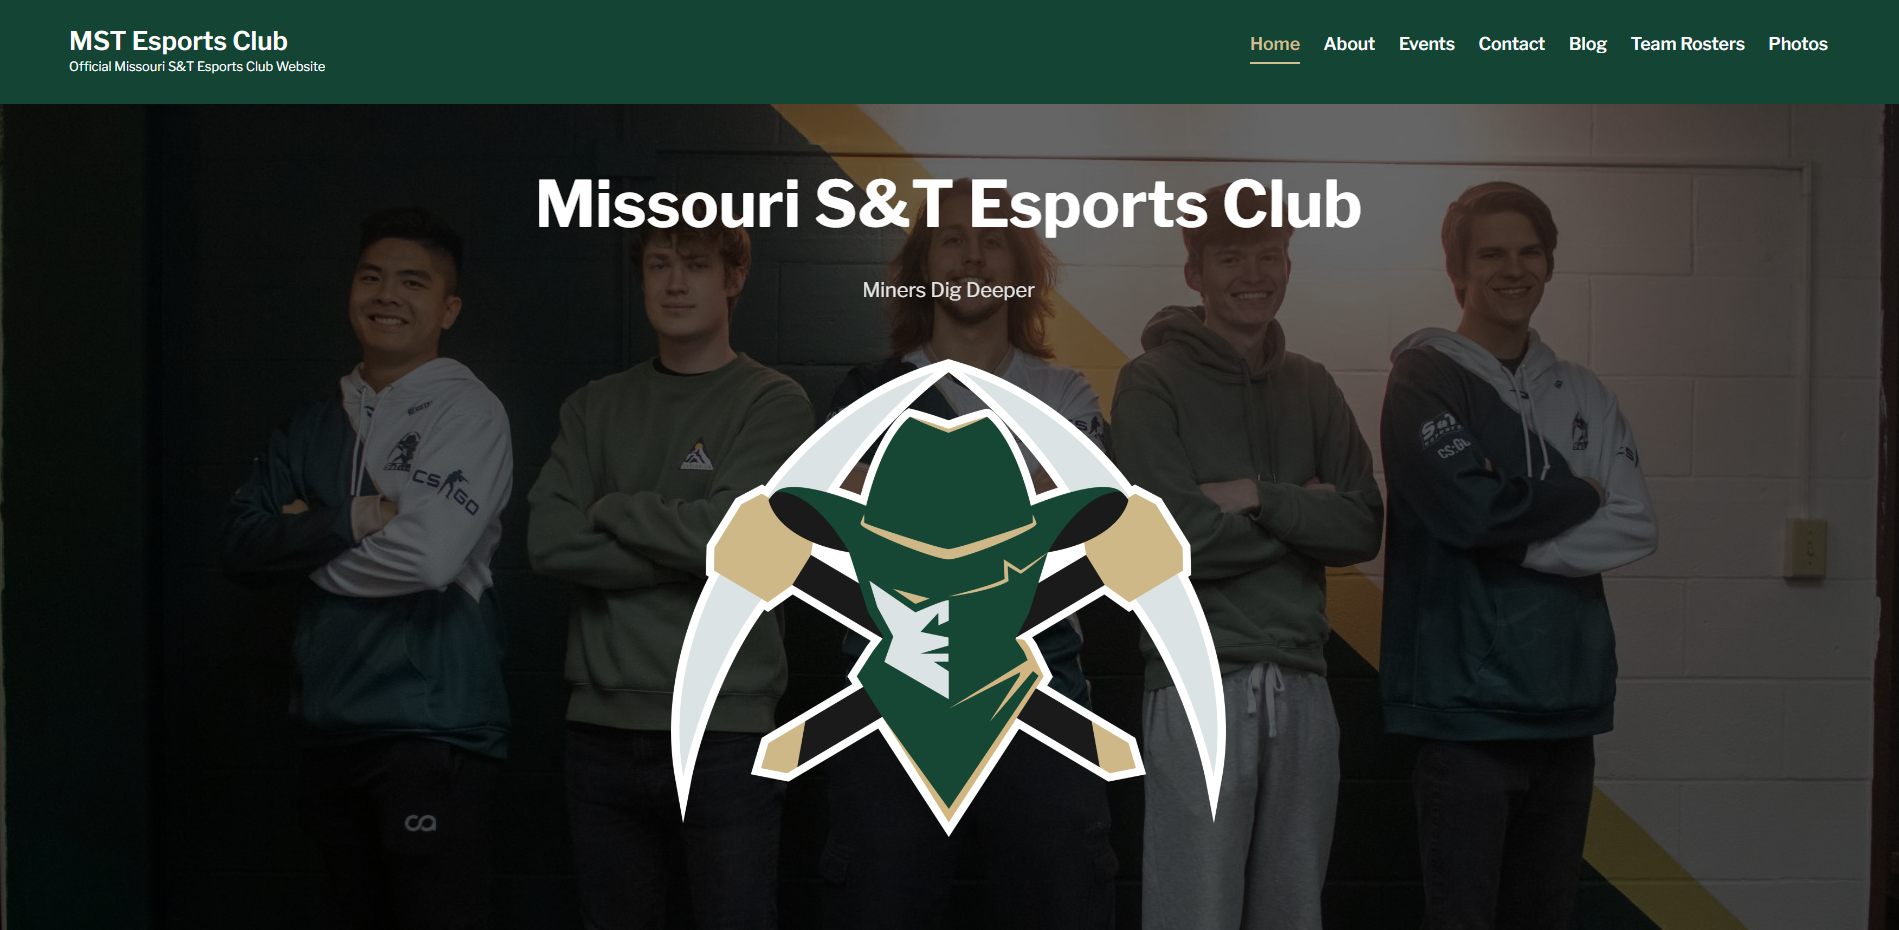 MST Esports Club
Official Missouri S&T Esports Club Website
Home About Events Contact Blog Team Rosters Photos
Missouri S&T Esports Club
Miners Dig Deeper
CS GO
S&T
ESPORTS
CS:GO